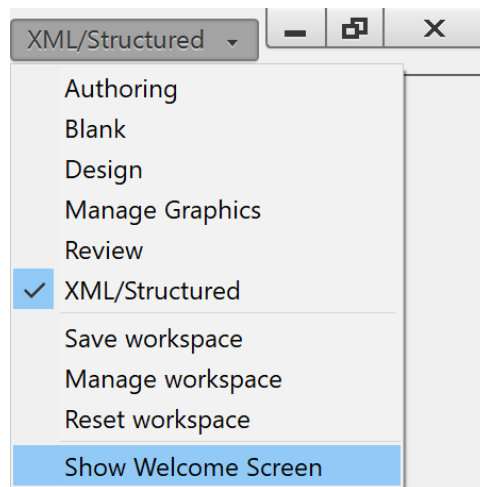 XML/Structured
Authoring
Blank
Design
Manage Graphics
Review
XML/Structured
Save workspace
Manage workspace
Reset workspace
Show Welcome Screen